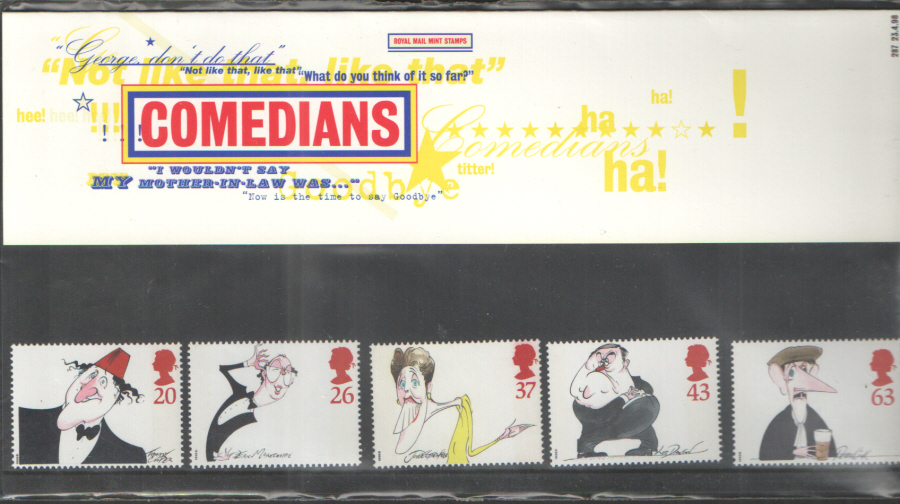 ROYAL MAIL MINT STAMPS
287 23.4.98
"George, don't do that"
"Not like that, like that"
"Not like that, like that"
"What do you think of it so far?"
hee! hee!
!!!!
!...!
COMEDIANS
Comedians
ha!
ha
ha!
!
titter!
"I WOULDN'T SAY
MY MOTHER-IN-LAW WAS..."
Goodbye
"Now is the time to say Goodbye"
20
26
37
43
63